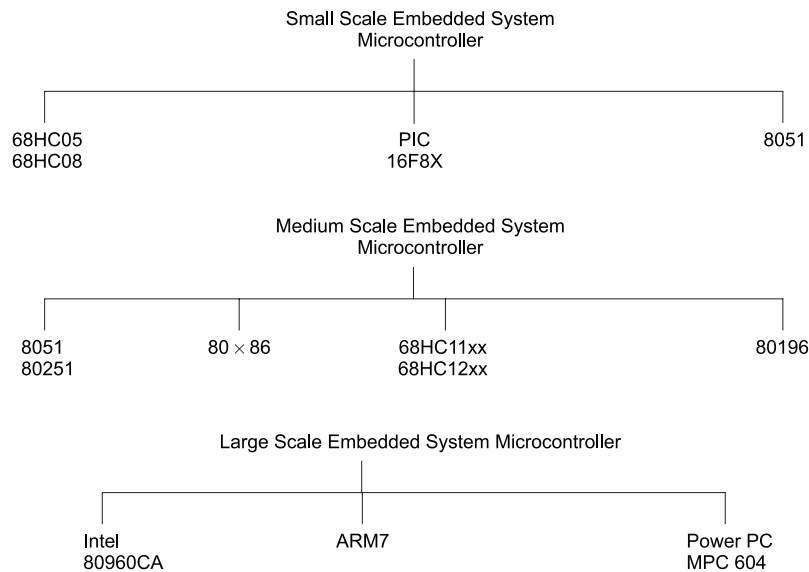 Small Scale Embedded System
Microcontroller
68HC05
68HC08
PIC
16F8X
8051
Medium Scale Embedded System
Microcontroller
8051
80251
80 × 86
68HC11xx
68HC12xx
80196
Large Scale Embedded System Microcontroller
Intel
80960CA
ARM7
Power PC
MPC 604